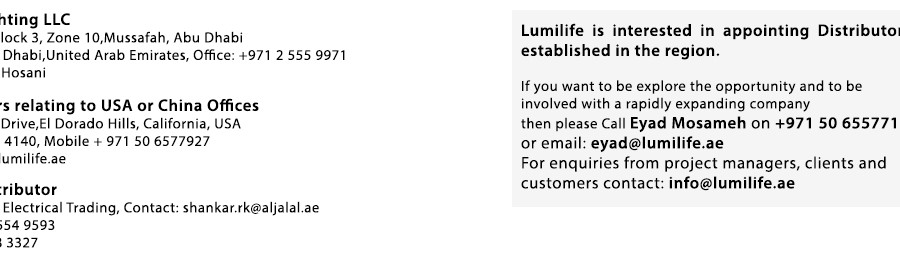 hting LLC
lock 3, Zone 10,Mussafah, Abu Dhabi
Dhabi,United Arab Emirates, Office: +971 2 555 9971
Hosani
rs relating to USA or China Offices
Drive,El Dorado Hills, California, USA
4140, Mobile + 971 50 6577927
lumilife.ae
tributor
Electrical Trading, Contact: shankar.rk@aljalal.ae
554 9593
3 3327
Lumilife is interested in appointing Distributor
established in the region.
If you want to be explore the opportunity and to be
involved with a rapidly expanding company
then please Call Eyad Mosameh on +971 50 655771
or email: eyad@lumilife.ae
For enquiries from project managers, clients and
customers contact: info@lumilife.ae